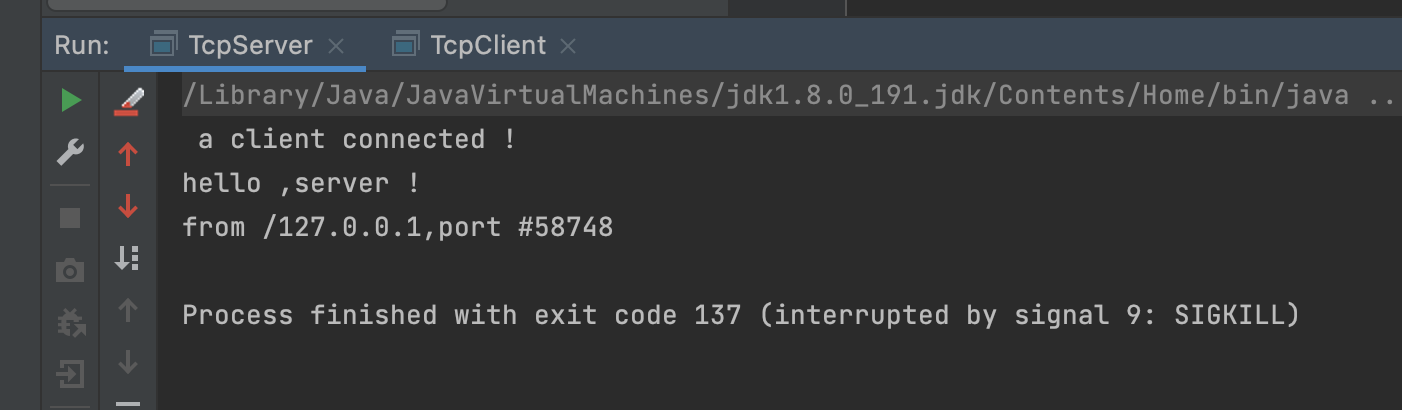 Run: TcpServer × TcpClient ×
/Library/Java/JavaVirtualMachines/jdk1.8.0_191.jdk/Contents/Home/bin/java ..
a client connected !
hello ,server !
from /127.0.0.1,port #58748
Process finished with exit code 137 (interrupted by signal 9: SIGKILL)